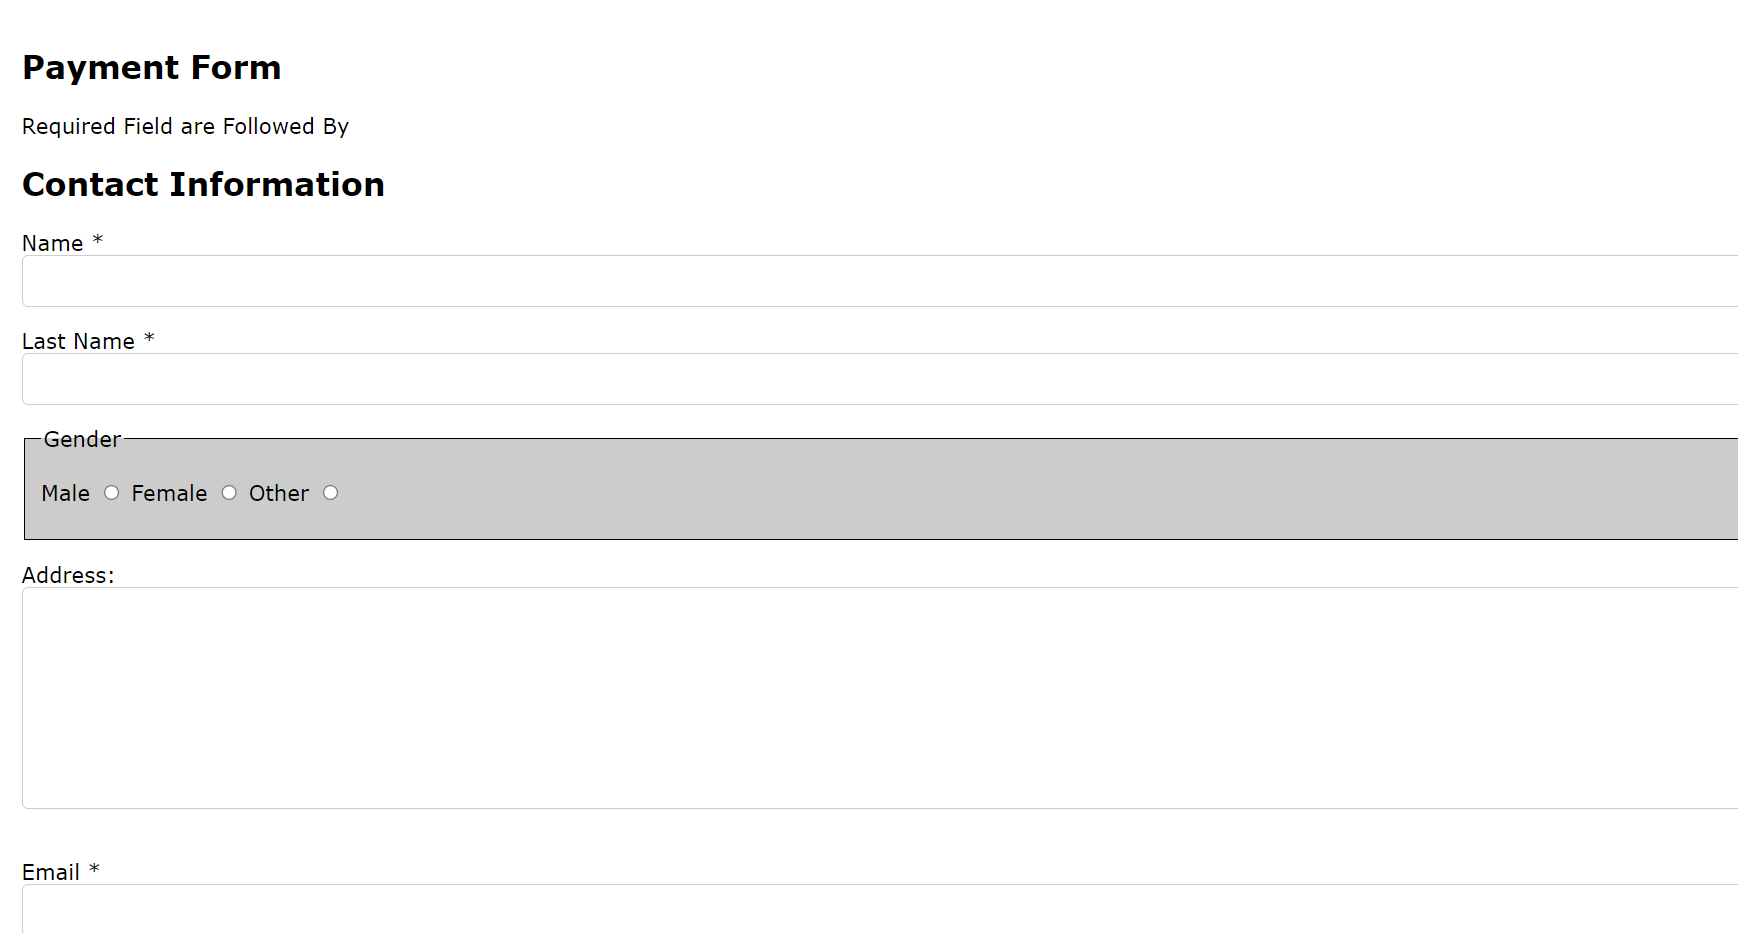 Payment Form
Required Field are Followed By
Contact Information
Name *
Last Name *
Gender
Male Female Other
Address:
Email *